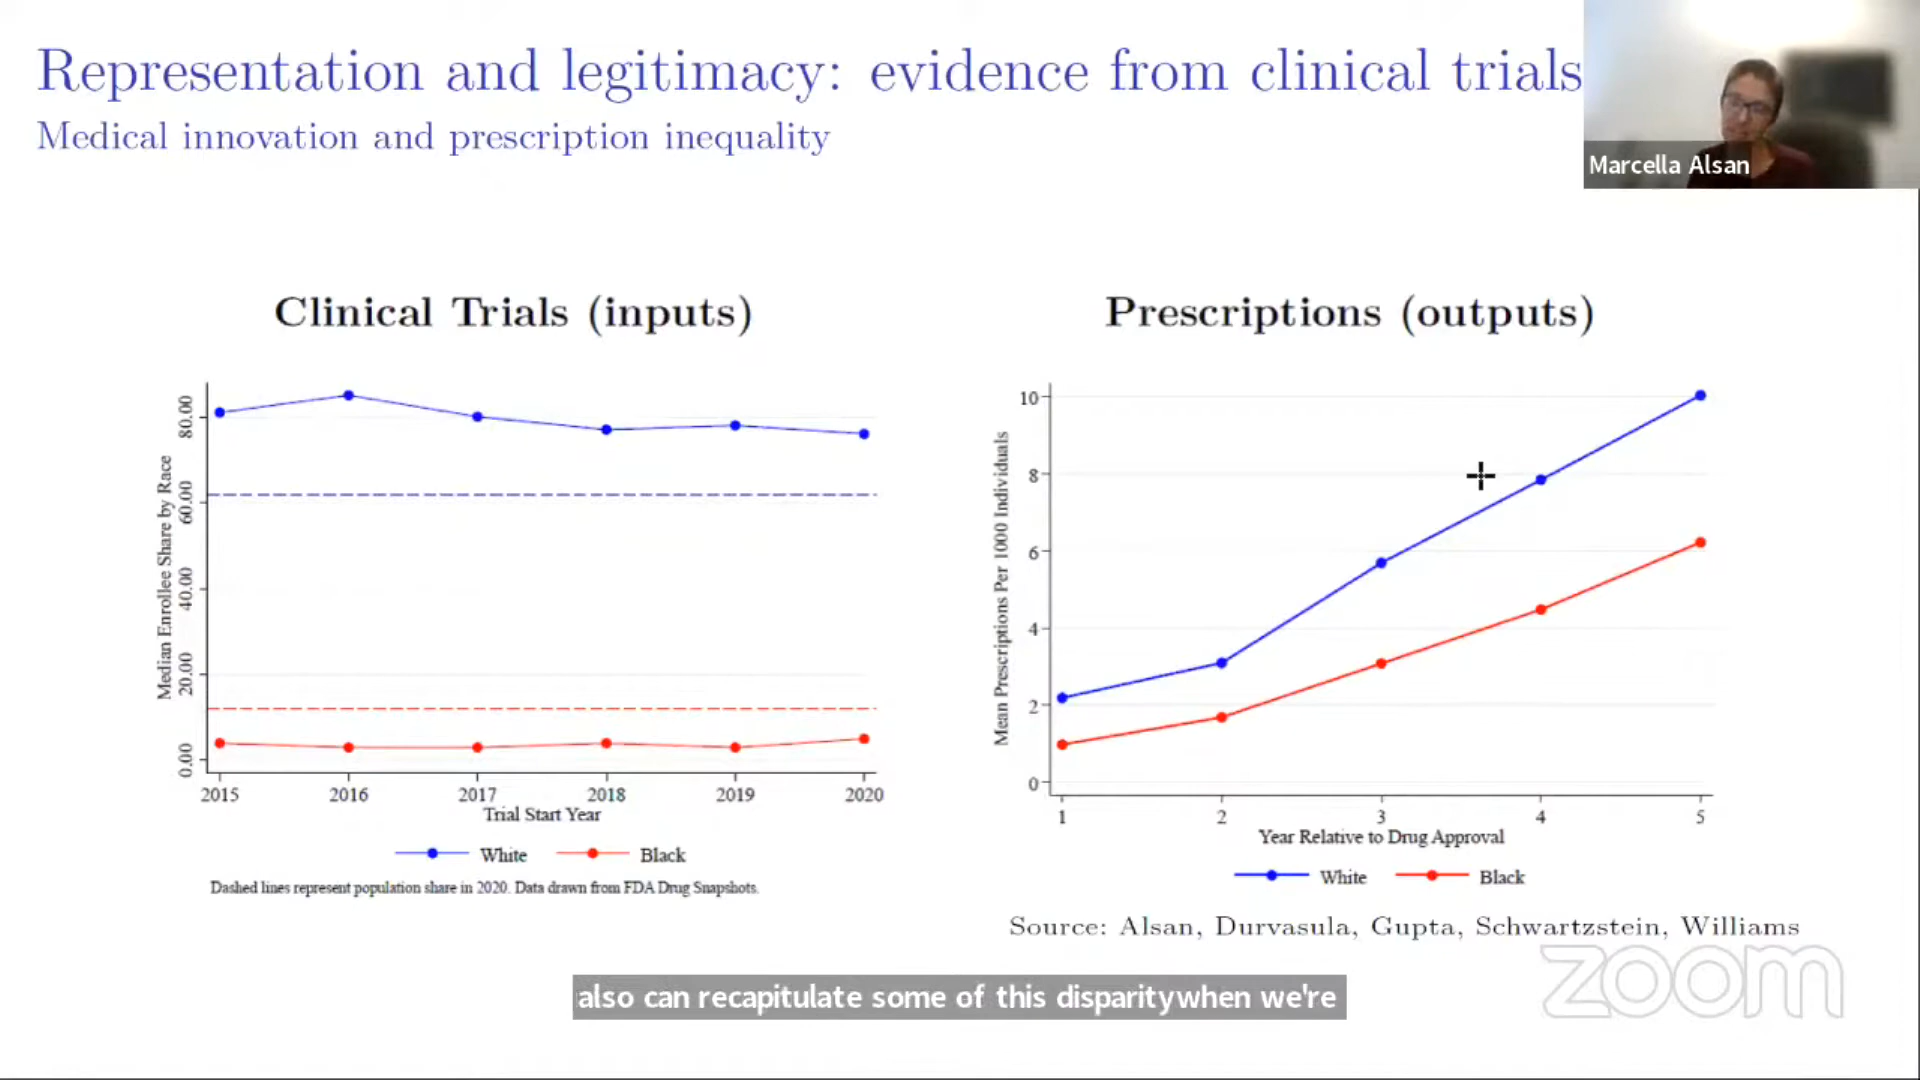 Representation and legitimacy: evidence from clinical trials
Medical innovation and prescription inequality
Marcella Alsan
Clinical Trials (inputs)
Median Enrollee Share by Race
80.00
60.00
40.00
20.00
0.00
2015 2016 2017 2018 2019 2020
Trial Start Year
White Black
Dashed lines represent population share in 2020. Data drawn from FDA Drug Snapshots.
Prescriptions (outputs)
Mean Prescriptions Per 1000 Individuals
10
8
6
4
2
0
1 2 3 4 5
Year Relative to Drug Approval
White Black
Source: Alsan, Durvasula, Gupta, Schwartzstein, Williams
zoom
also can recapitulate some of this disparitywhen we're